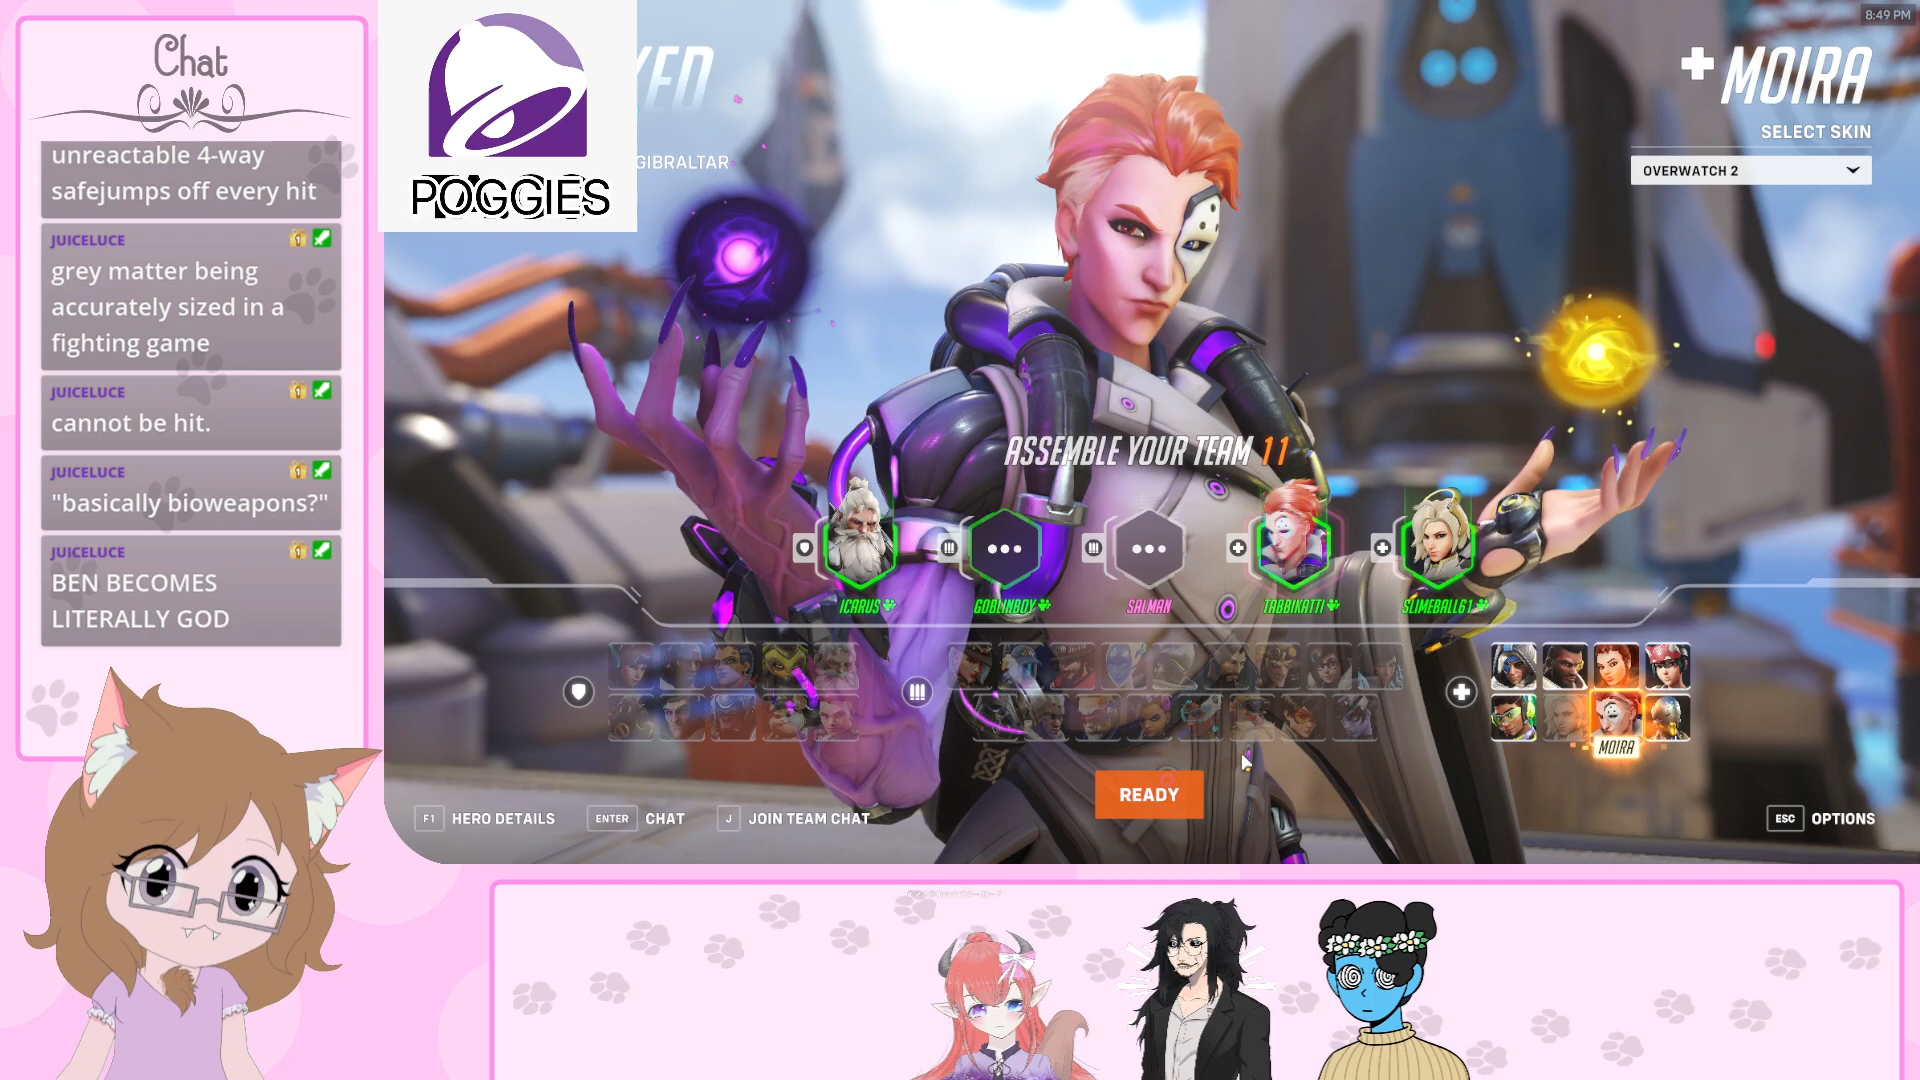 Chat
unreactable 4-way
safejumps off every hit
JUICELUCE
grey matter being
accurately sized in a
fighting game
JUICELUCE
cannot be hit.
JUICELUCE
"basically bioweapons?"
JUICELUCE
BEN BECOMES
LITERALLY GOD
POGGIES
GIBRALTAR
8:49 PM
MOIRA
SELECT SKIN
OVERWATCH 2
ASSEMBLE YOUR TEAM 11
ICARUS
GOBLINBOY
SALMAN
TABBIKATTI
SLIMEBALL61
MOIRA
READY
F1 HERO DETAILS
ENTER CHAT
J JOIN TEAM CHAT
ESC OPTIONS